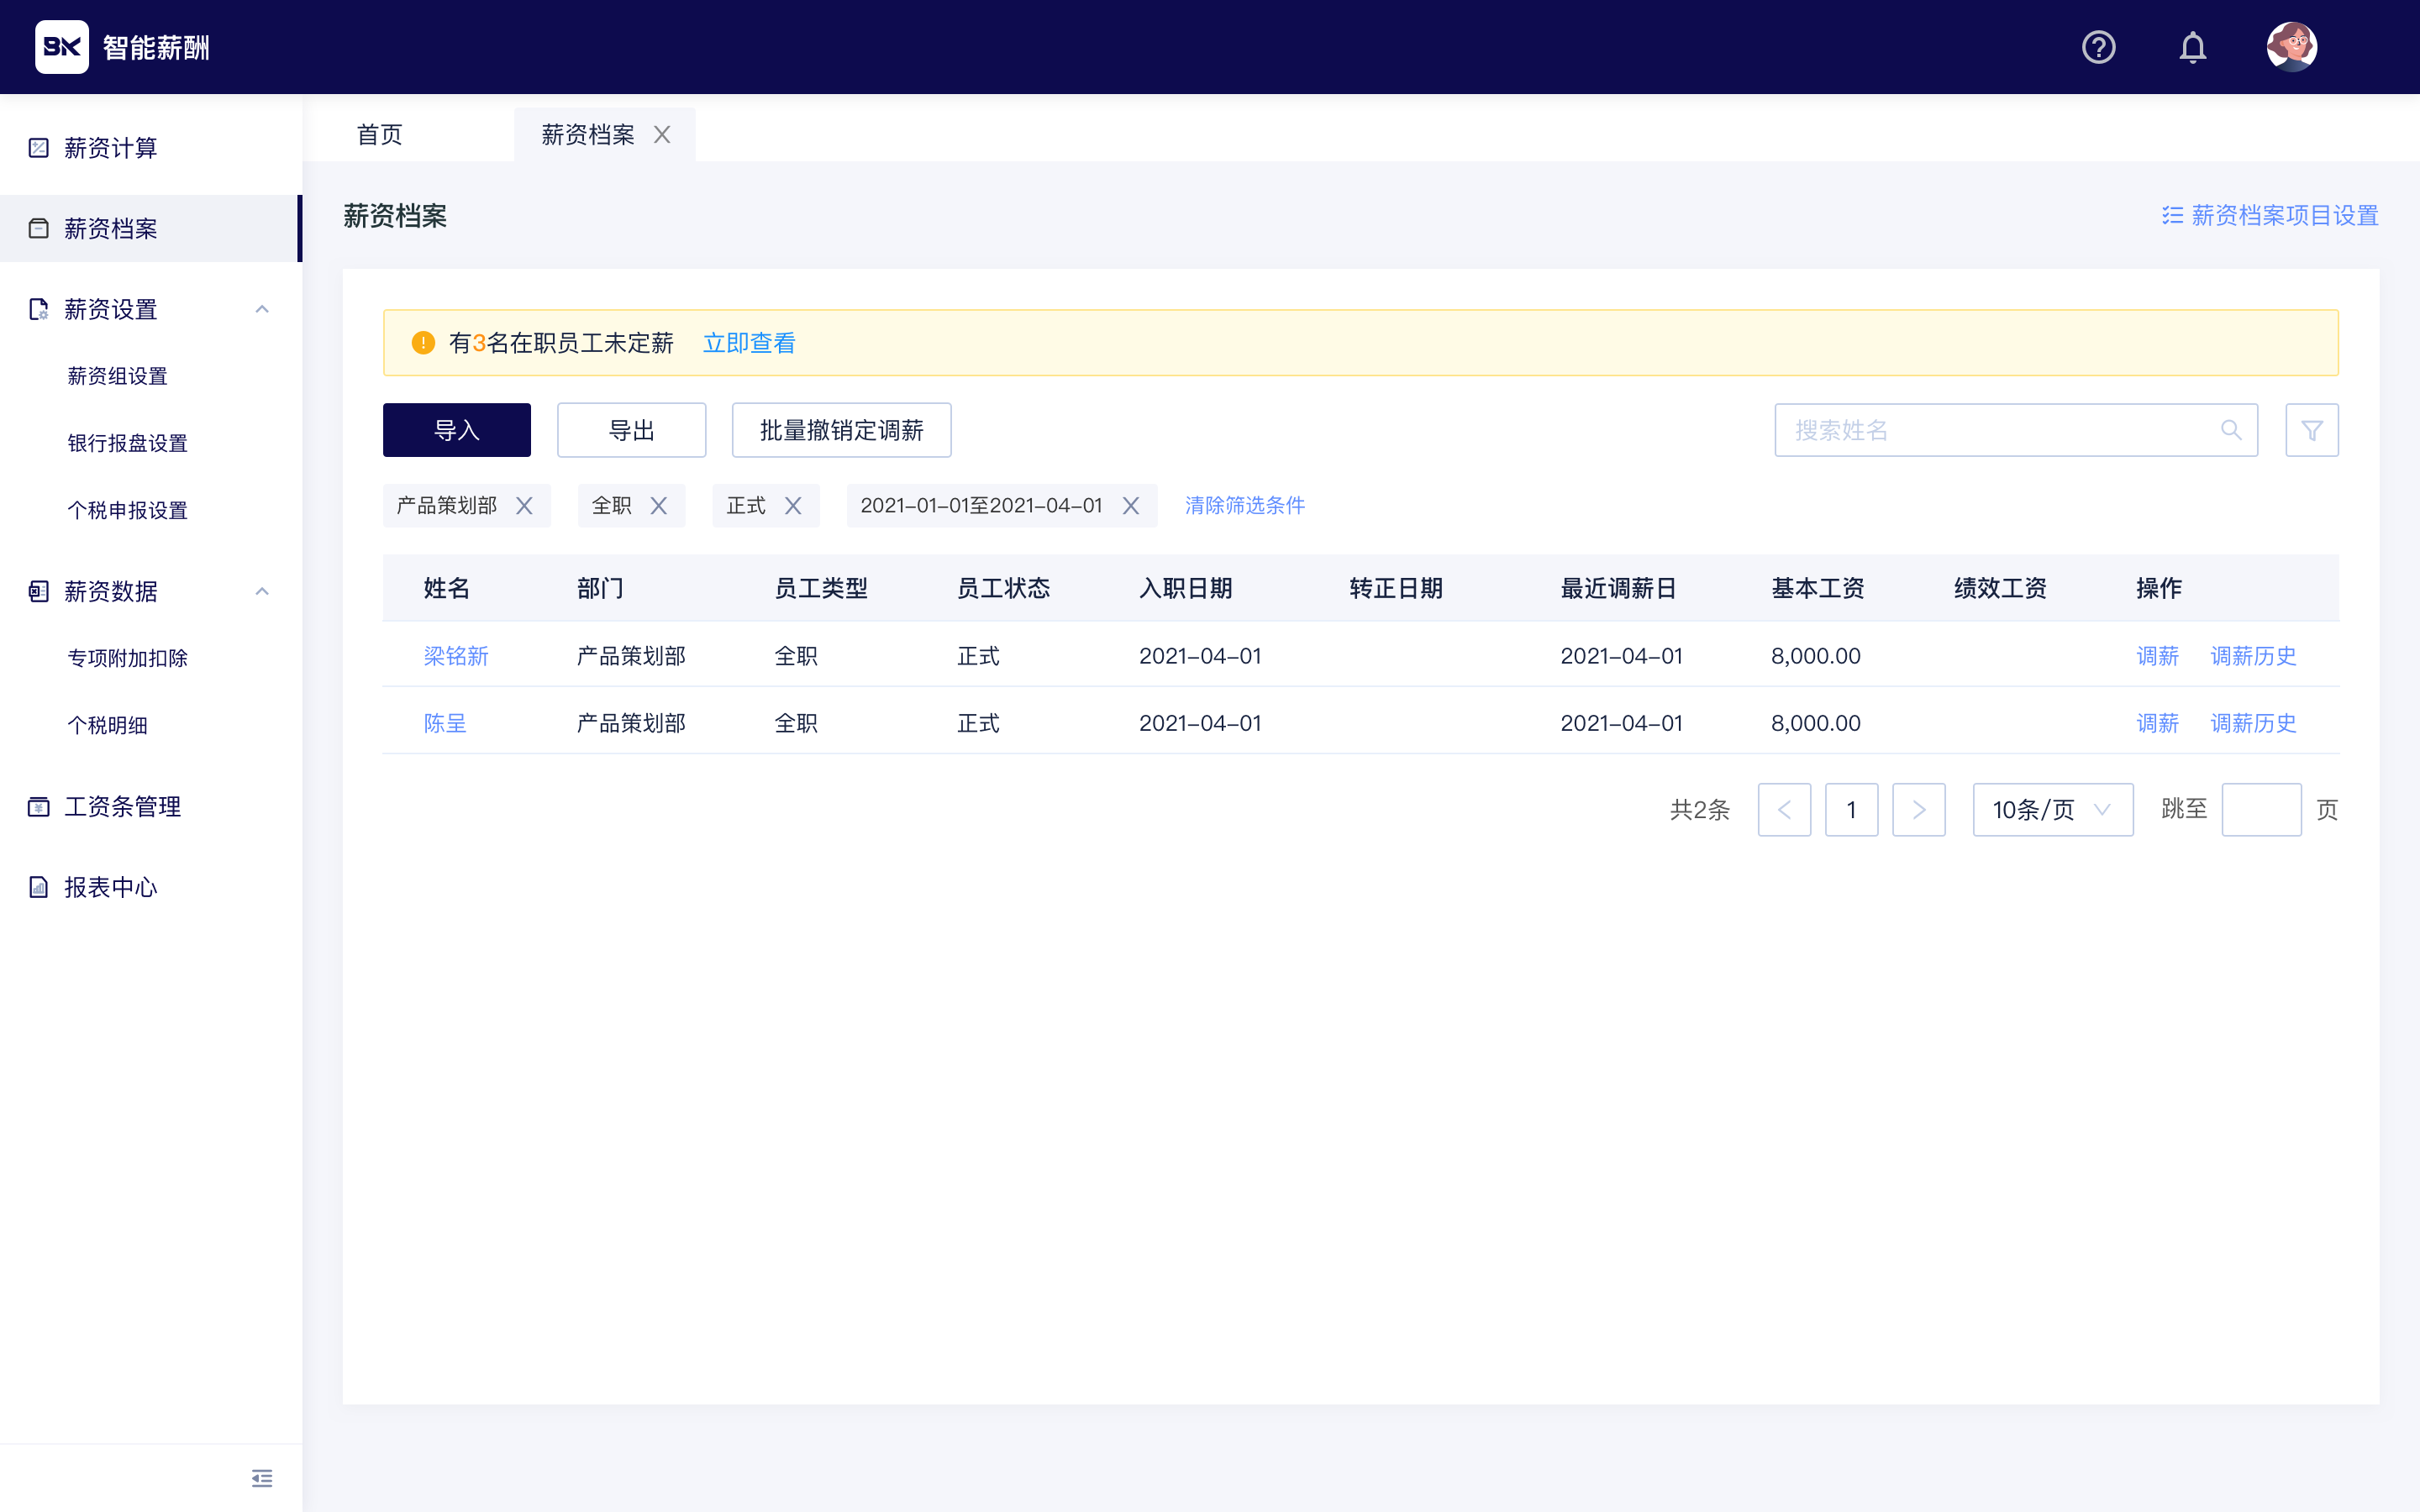 BK 智能薪酬
薪资计算
薪资档案
薪资设置
薪资组设置
银行报盘设置
个税申报设置
薪资数据
专项附加扣除
个税明细
工资条管理
报表中心
首页 薪资档案
薪资档案 薪资档案项目设置
有3名在职员工未定薪 立即查看
导入 导出 批量撤销定调薪 搜索姓名
产品策划部 全职 正式 2021-01-01至2021-04-01 清除筛选条件
姓名 部门 员工类型 员工状态 入职日期 转正日期 最近调薪日 基本工资 绩效工资 操作
梁铭新 产品策划部 全职 正式 2021-04-01 2021-04-01 8,000.00 调薪 调薪历史
陈呈 产品策划部 全职 正式 2021-04-01 2021-04-01 8,000.00 调薪 调薪历史
共2条 1 10条/页 跳至 页